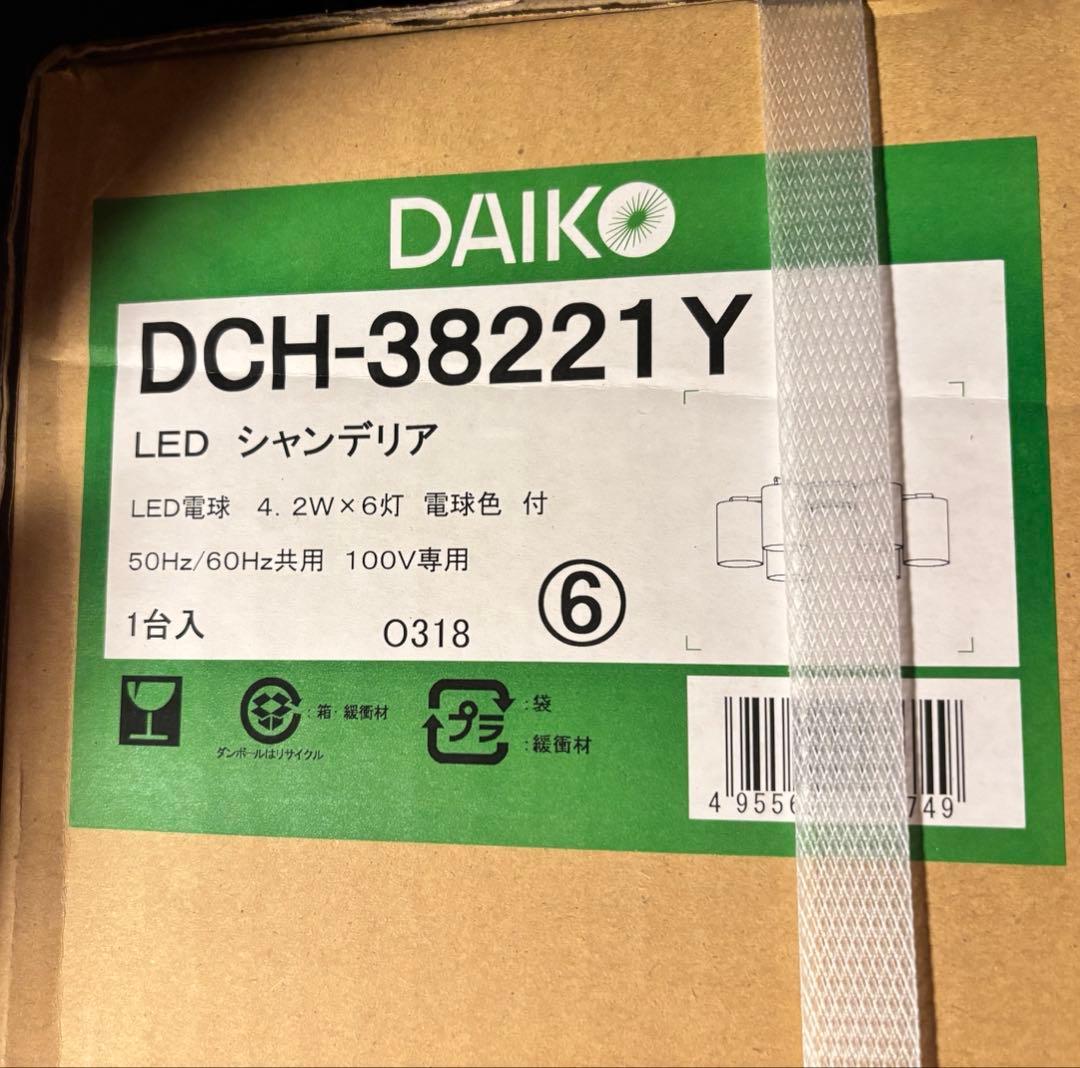 DAIKO
DCH-38221Y
LED シャンデリア
LED電球 4.2W×6灯 電球色 付
50Hz/60Hz共用 100V専用
1台入 O318 ⑥
:箱・緩衝材
ダンボールはリサイクル
プラ
:袋
:緩衝材
4 9556 749